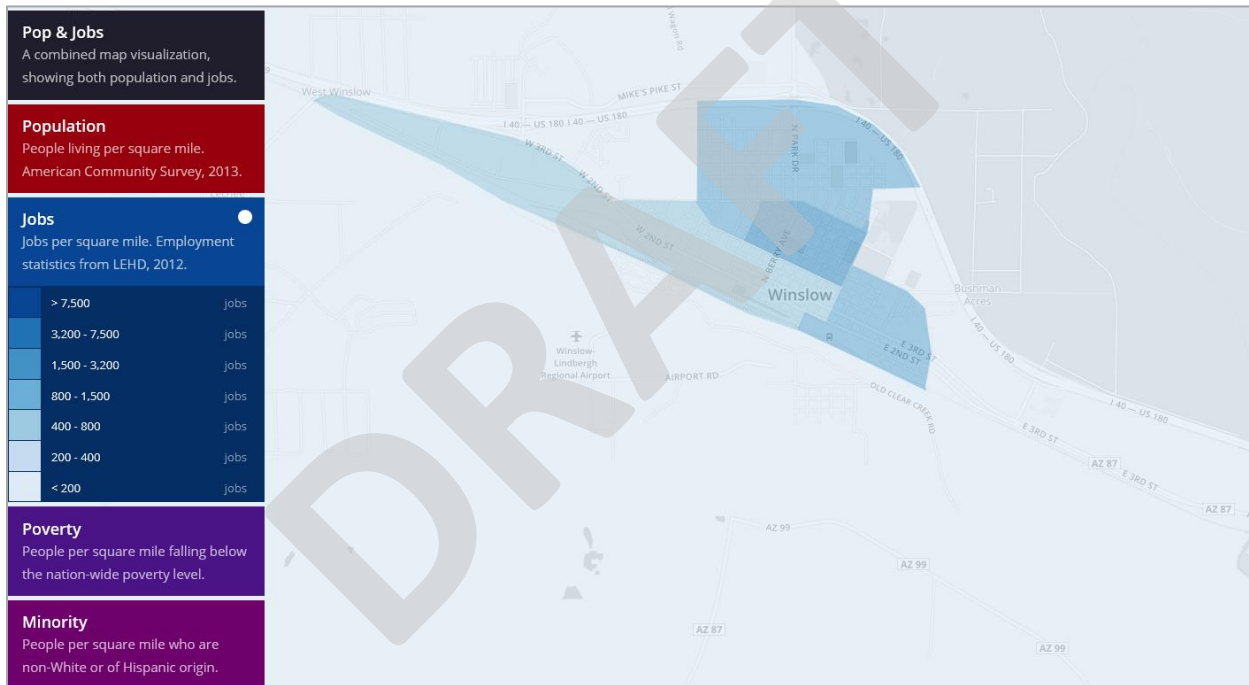 Pop & Jobs
A combined map visualization,
showing both population and jobs.
Population
People living per square mile.
American Community Survey, 2013.
Jobs
Jobs per square mile. Employment
statistics from LEHD, 2012.
> 7,500 jobs
3,200 - 7,500 jobs
1,500 - 3,200 jobs
800 - 1,500 jobs
400 - 800 jobs
200 - 400 jobs
< 200 jobs
Poverty
People per square mile falling below
the nation-wide poverty level.
Minority
People per square mile who are
non-White or of Hispanic origin.
DRAFT
Wagon Rd
West Winslow
MIKE'S PIKE ST
I 40 — US 180 I 40 — US 180
I 40 — US 180
W 3RD ST
N PARK DR
W 2ND ST
W 2ND ST
N BERRY AVE
Winslow
Bushman
Acres
I 40 — US 180
Winslow-
Lindbergh
Regional Airport
AIRPORT RD
E 3RD ST
E 2ND ST
OLD CLEAR CREEK RD
I 40 — US 180
E 3RD ST
AZ 87
E 3RD ST
AZ 87
AZ 99
AZ 99
AZ 87
AZ 99